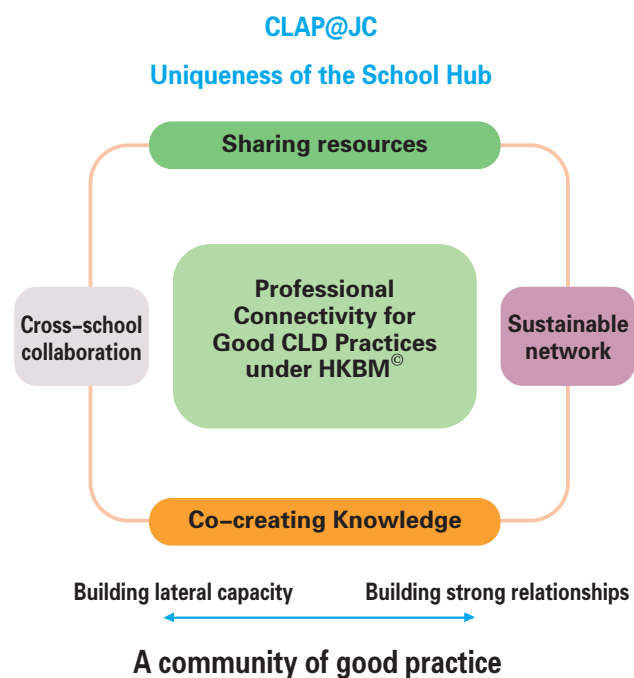 CLAP@JC
Uniqueness of the School Hub
Sharing resources
Cross–school
collaboration
Professional
Connectivity for
Good CLD Practices
under HKBM©
Sustainable
network
Co–creating Knowledge
Building lateral capacity
Building strong relationships
A community of good practice